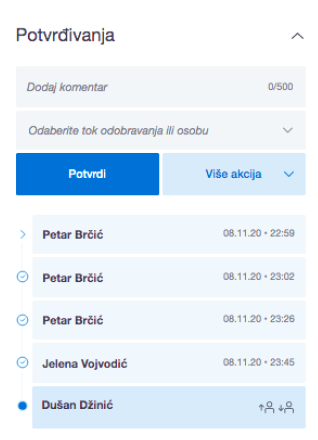 Potvrđivanja
Dodaj komentar 0/500
Odaberite tok odobravanja ili osobu
Potvrdi Više akcija
Petar Brčić 08.11.20 • 22:59
Petar Brčić 08.11.20 • 23:02
Petar Brčić 08.11.20 • 23:26
Jelena Vojvodić 08.11.20 • 23:45
Dušan Džinić